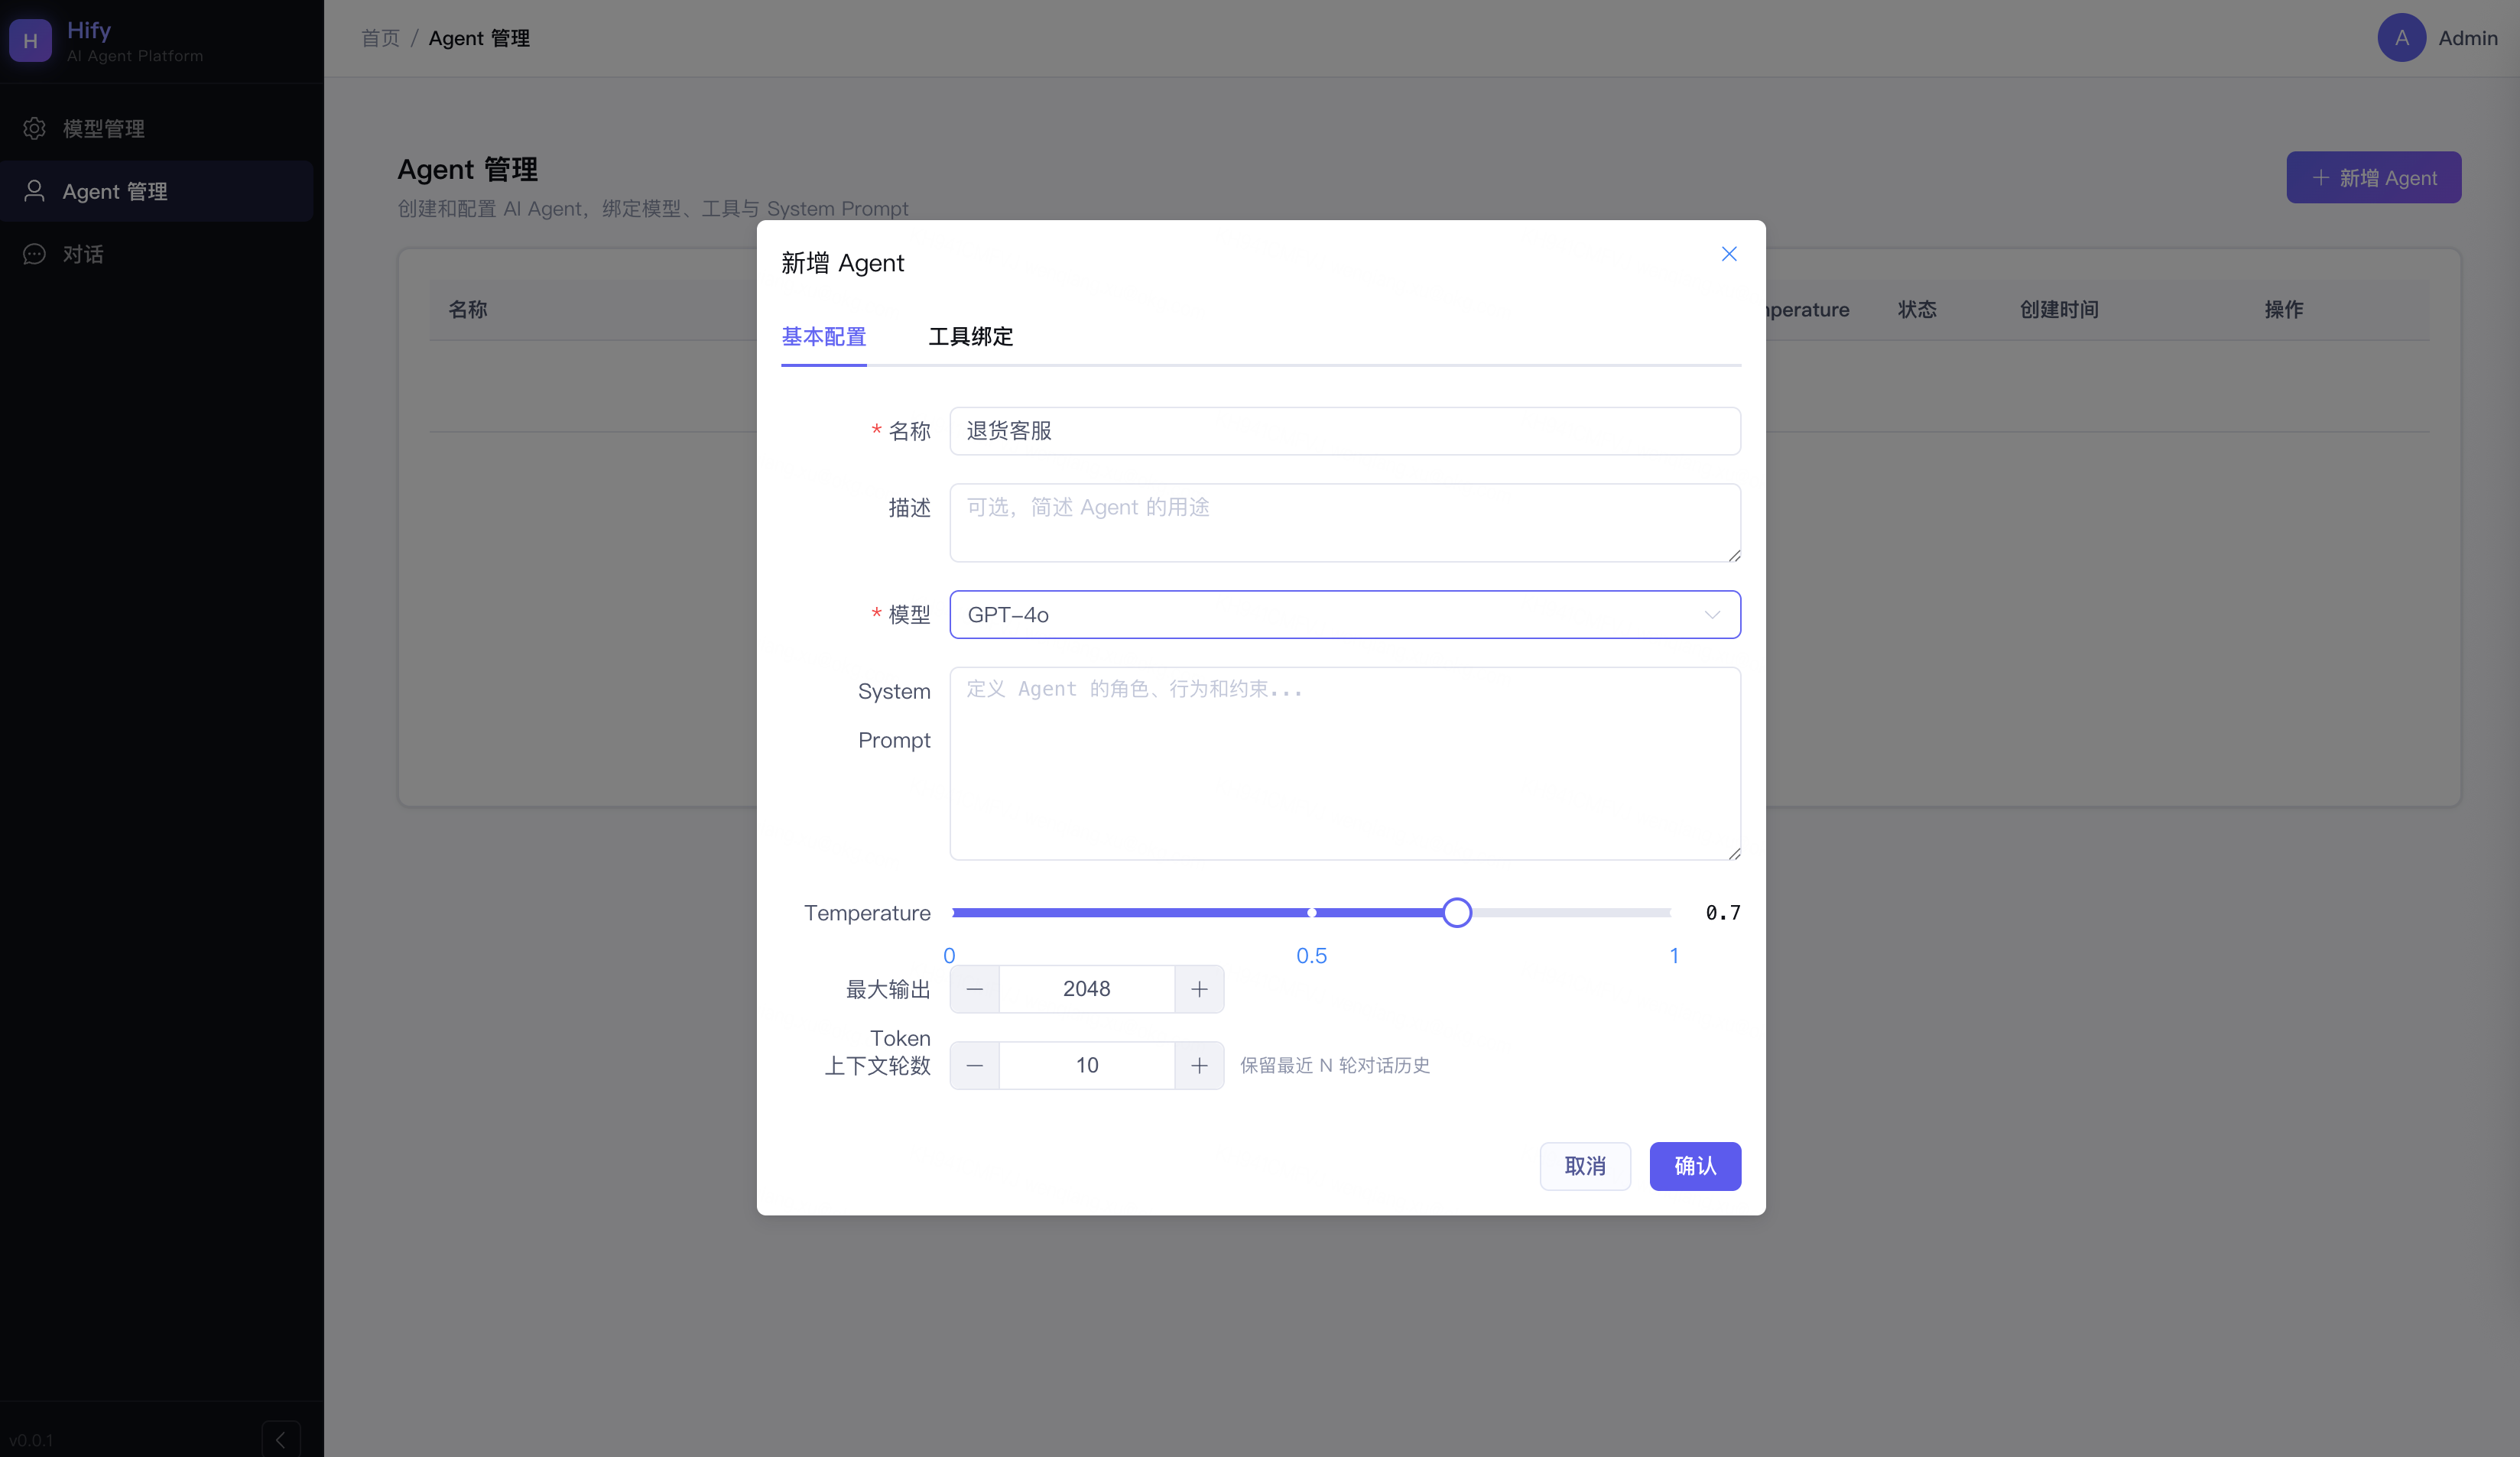 H
Hify
AI Agent Platform
模型管理
Agent 管理
对话
v0.0.1
首页 / Agent 管理
A
Admin
Agent 管理
创建和配置 AI Agent，绑定模型、工具与 System Prompt
新增 Agent
名称
perature
状态
创建时间
操作
新增 Agent
基本配置
工具绑定
* 名称
退货客服
描述
可选，简述 Agent 的用途
* 模型
GPT-4o
System
Prompt
定义 Agent 的角色、行为和约束...
Temperature
0.7
0
0.5
1
最大输出
Token
2048
上下文轮数
10
保留最近 N 轮对话历史
取消
确认